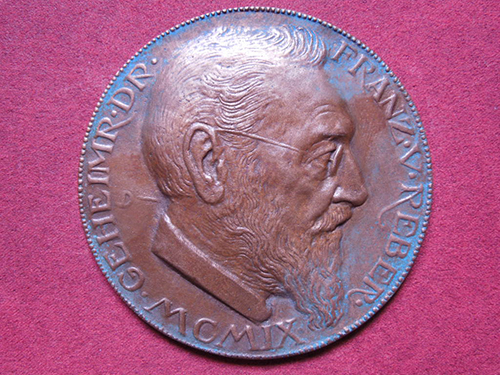 ·GEHEIMR·DR·
FRANZ·V·REBER·
MCMIX
D